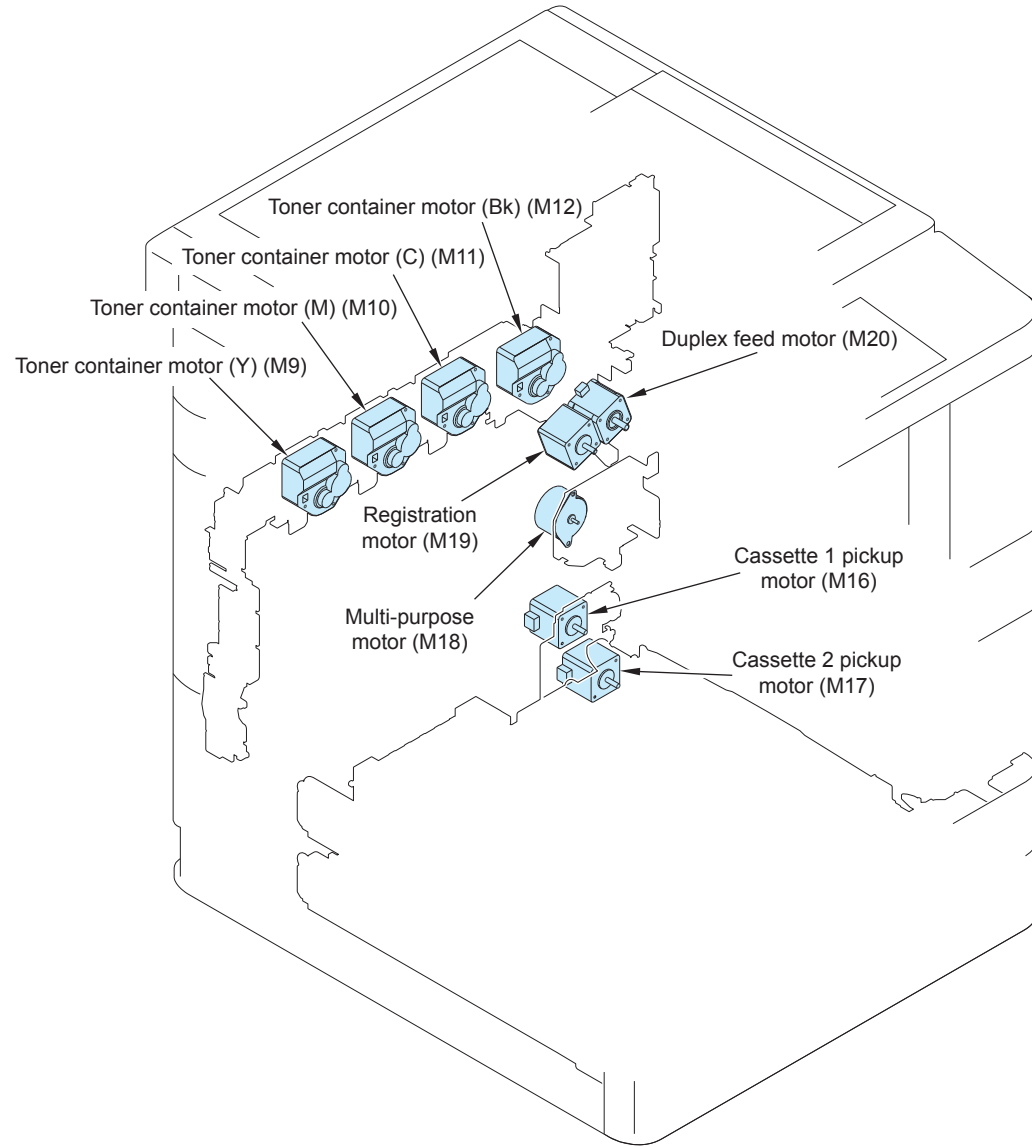 Toner container motor (Bk) (M12)
Toner container motor (C) (M11)
Toner container motor (M) (M10)
Toner container motor (Y) (M9)
Duplex feed motor (M20)
Registration
motor (M19)
Multi-purpose
motor (M18)
Cassette 1 pickup
motor (M16)
Cassette 2 pickup
motor (M17)